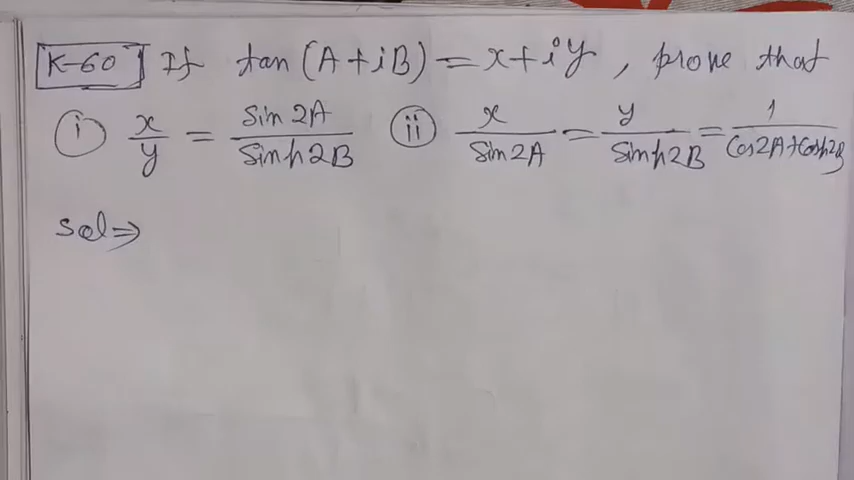 K-60 If tan (A+iB) = x+iy, prove that
(i) x/y = Sin 2A/Sinh 2B (ii) x/Sin 2A = y/Sinh 2B = 1/Cos 2A + Cosh 2B
Sol⇒